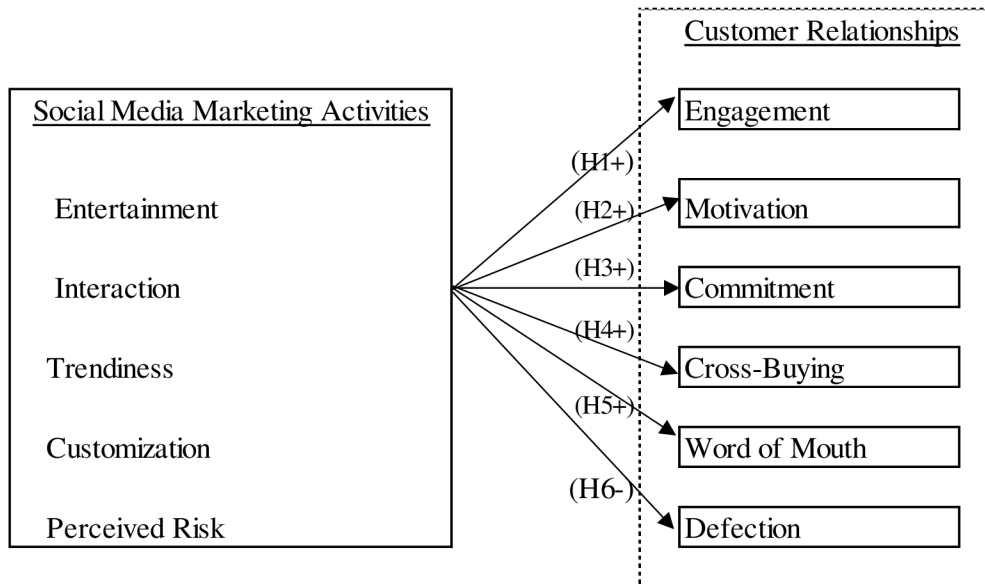 Customer Relationships
Social Media Marketing Activities
Entertainment
Interaction
Trendiness
Customization
Perceived Risk
(H1+)
(H2+)
(H3+)
(H4+)
(H5+)
(H6-)
Engagement
Motivation
Commitment
Cross-Buying
Word of Mouth
Defection